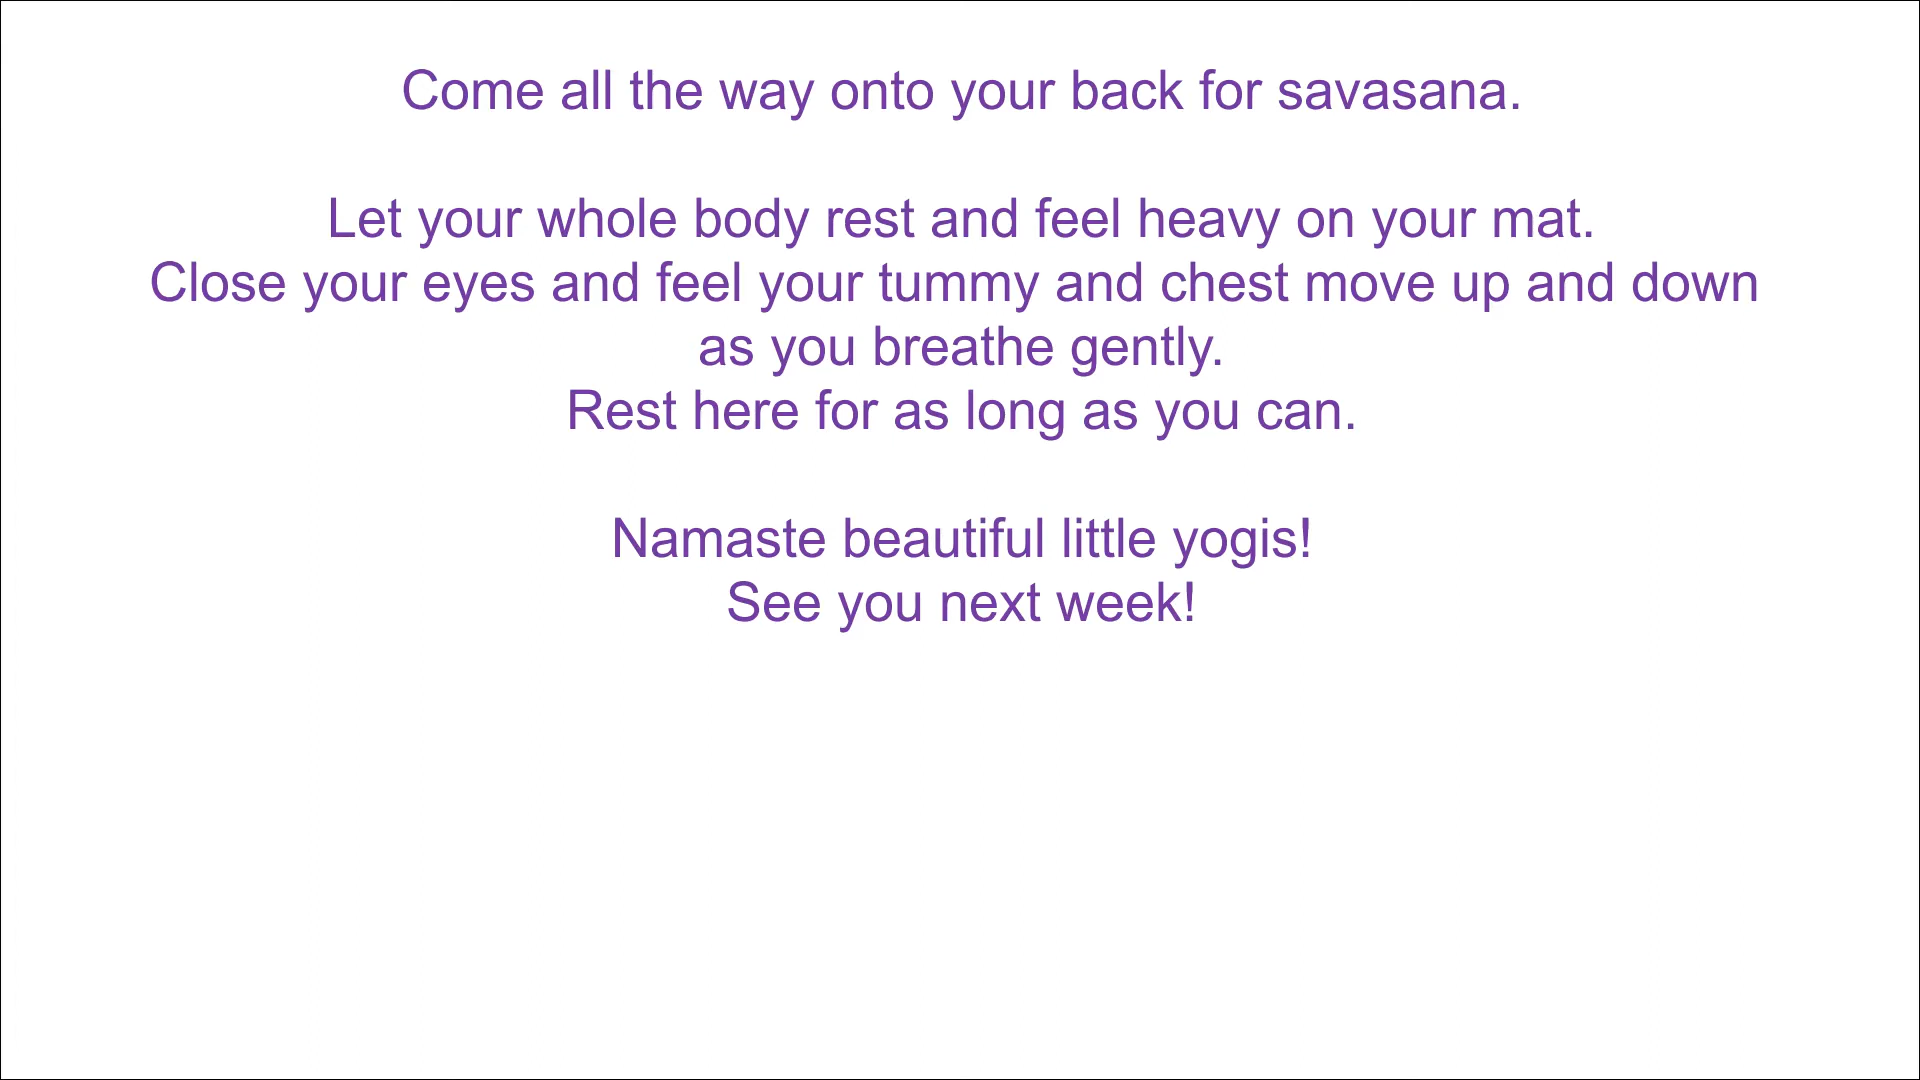 Come all the way onto your back for savasana.
Let your whole body rest and feel heavy on your mat.
Close your eyes and feel your tummy and chest move up and down
as you breathe gently.
Rest here for as long as you can.
Namaste beautiful little yogis!
See you next week!